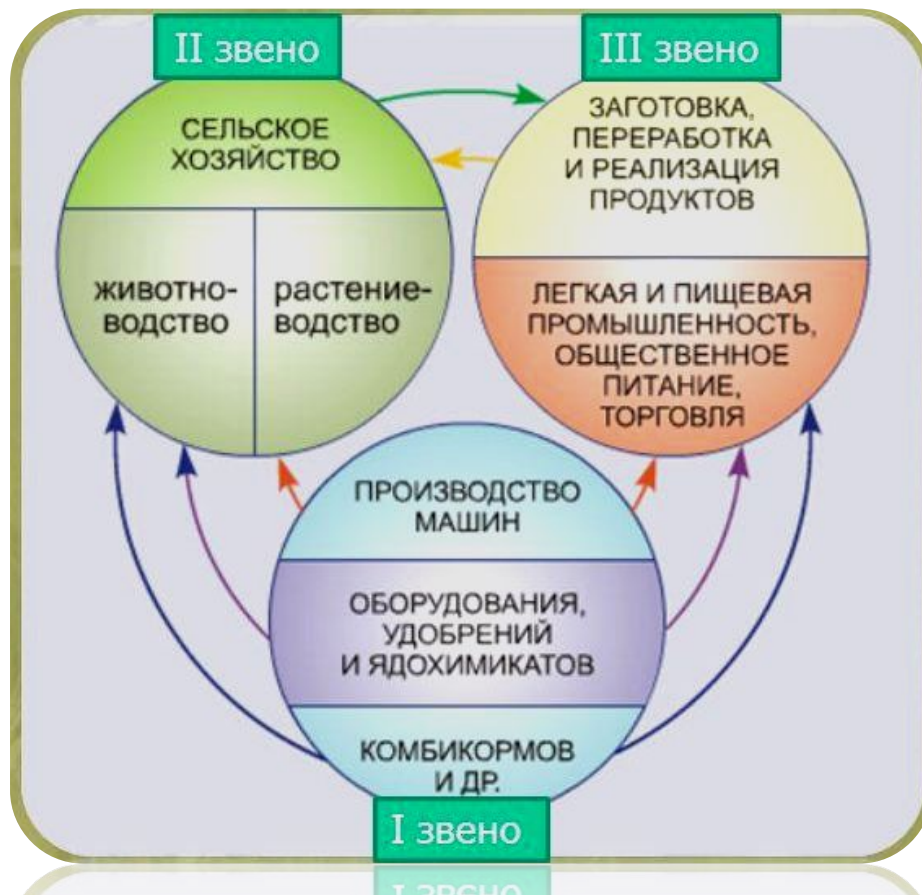 II звено
III звено
СЕЛЬСКОЕ
ХОЗЯЙСТВО
животно-
водство
растение-
водство
ЗАГОТОВКА,
ПЕРЕРАБОТКА
И РЕАЛИЗАЦИЯ
ПРОДУКТОВ
ЛЕГКАЯ И ПИЩЕВАЯ
ПРОМЫШЛЕННОСТЬ,
ОБЩЕСТВЕННОЕ
ПИТАНИЕ,
ТОРГОВЛЯ
ПРОИЗВОДСТВО
МАШИН
ОБОРУДОВАНИЯ,
УДОБРЕНИЙ
И ЯДОХИМИКАТОВ
КОМБИКОРМОВ
И ДР.
I звено